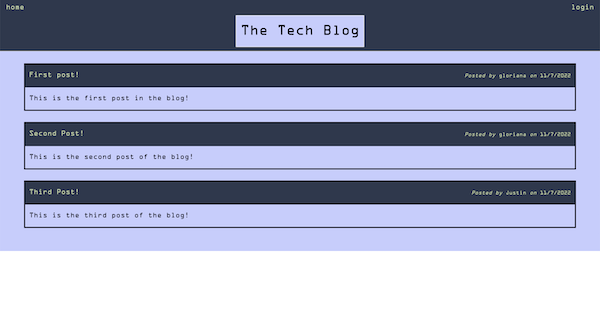 home login
The Tech Blog
First post! Posted by gloriana on 11/7/2022
This is the first post in the blog!
Second Post! Posted by gloriana on 11/7/2022
This is the second post of the blog!
Third Post! Posted by Justin on 11/7/2022
This is the third post of the blog!